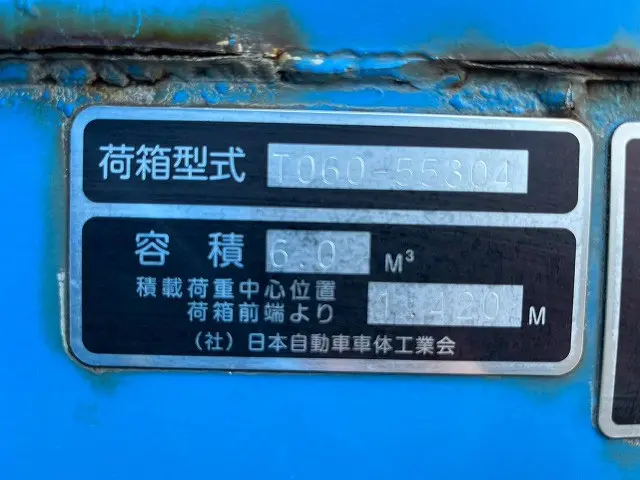 荷箱型式 T060-55304
容積 6.0 M³
積載荷重中心位置
荷箱前端より 1.420 M
(社)日本自動車車体工業会